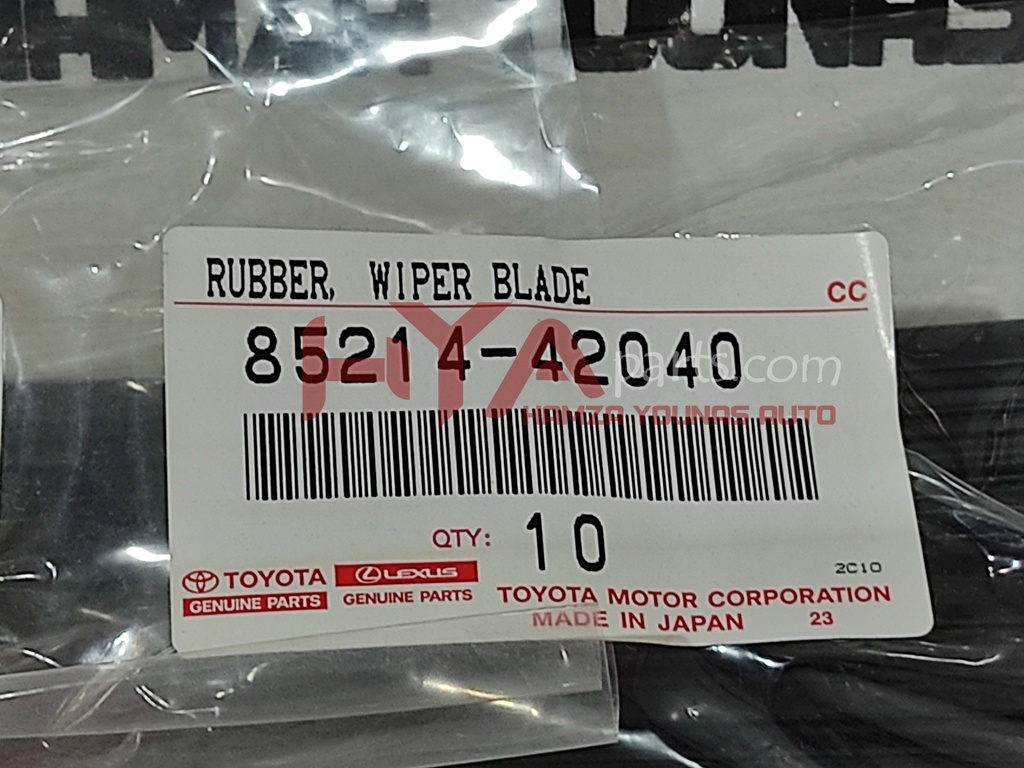 RUBBER, WIPER BLADE
CC
85214-42040
HYA parts.com
HAMZA YOUNAS AUTO
QTY: 10
2C10
TOYOTA
GENUINE PARTS
LEXUS
GENUINE PARTS
TOYOTA MOTOR CORPORATION
MADE IN JAPAN 23